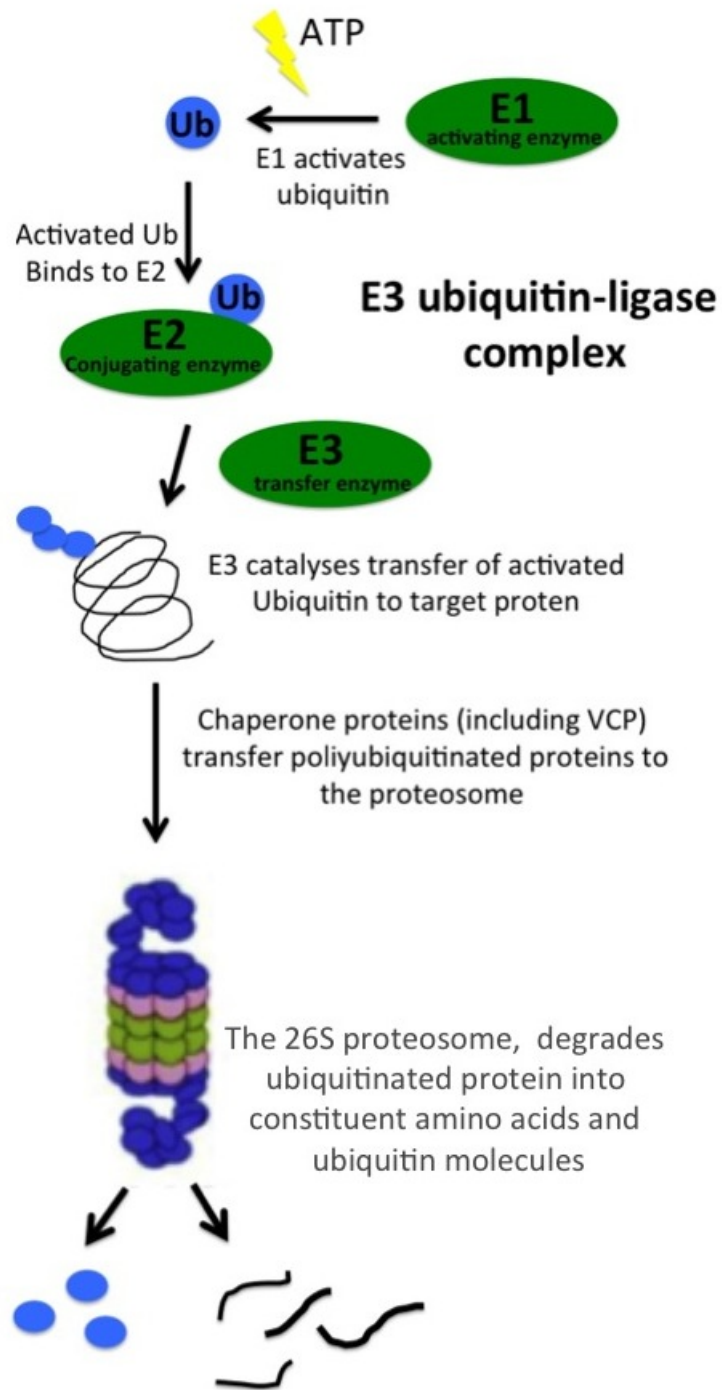 ATP
Ub
E1
activating enzyme
E1 activates
ubiquitin
Activated Ub
Binds to E2
Ub
E2
Conjugating enzyme
E3 ubiquitin-ligase
complex
E3
transfer enzyme
E3 catalyses transfer of activated
Ubiquitin to target proten
Chaperone proteins (including VCP)
transfer poliyubiquitinated proteins to
the proteosome
The 26S proteosome, degrades
ubiquitinated protein into
constituent amino acids and
ubiquitin molecules